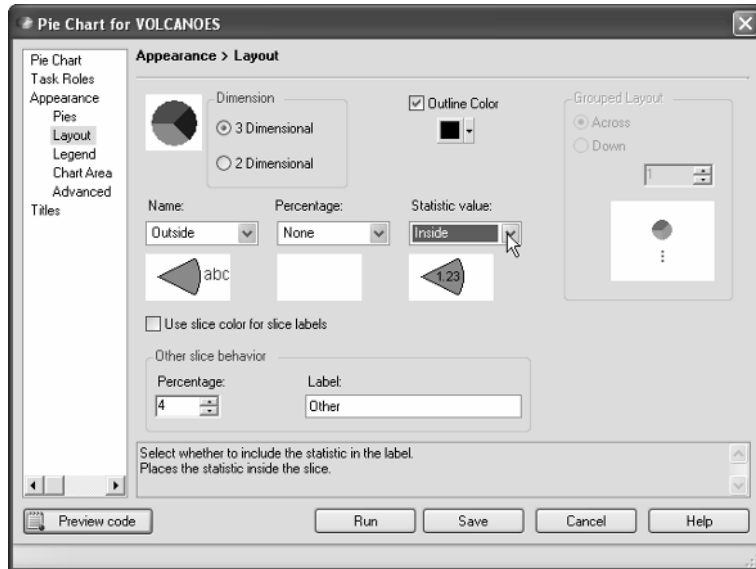 Pie Chart for VOLCANOES
Pie Chart
Task Roles
Appearance
Pies
Layout
Legend
Chart Area
Advanced
Titles
Appearance > Layout
Dimension
3 Dimensional
2 Dimensional
Outline Color
Grouped Layout
Across
Down
1
Name:
Percentage:
Statistic value:
Outside
None
Inside
abc
1.23
Use slice color for slice labels
Other slice behavior
Percentage:
Label:
4
Other
Select whether to include the statistic in the label.
Places the statistic inside the slice.
Preview code
Run
Save
Cancel
Help